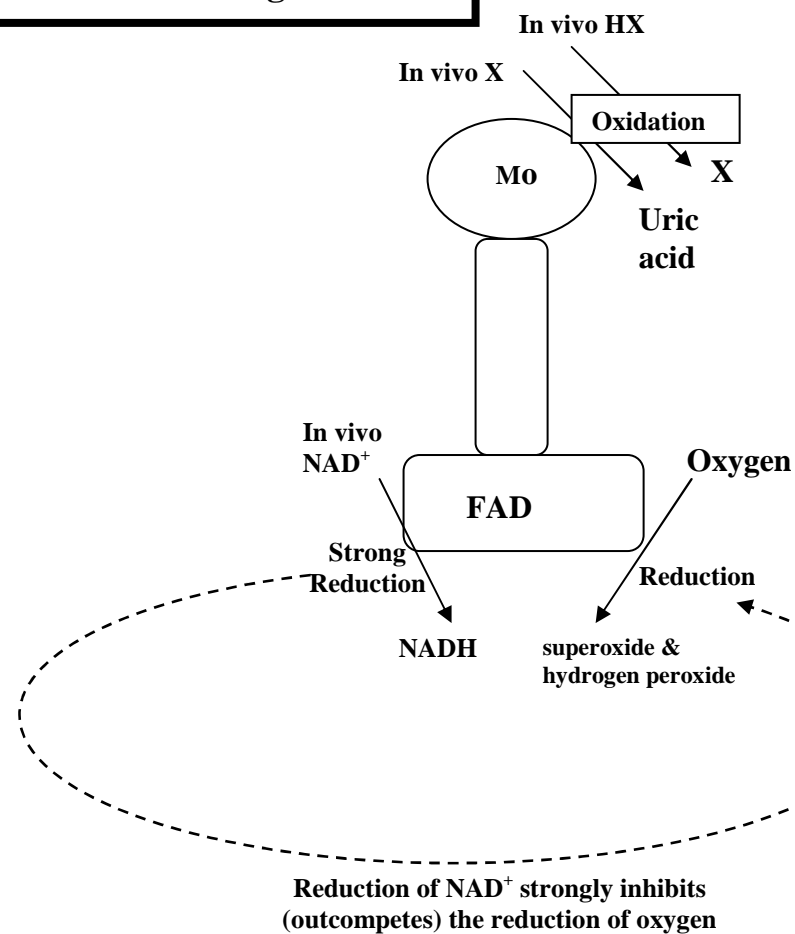 In vivo HX
In vivo X
Oxidation
Mo
X
Uric
acid
In vivo
NAD⁺
Oxygen
FAD
Strong
Reduction
Reduction
NADH
superoxide &
hydrogen peroxide
Reduction of NAD⁺ strongly inhibits
(outcompetes) the reduction of oxygen